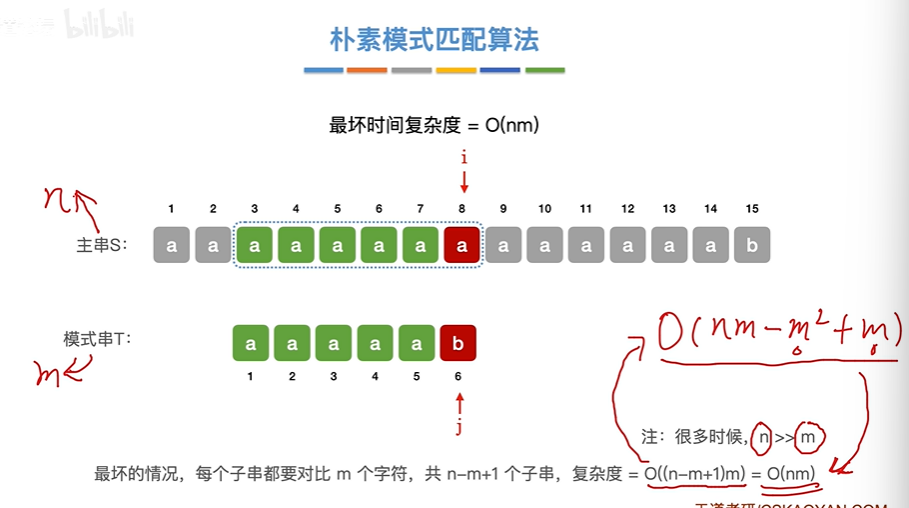 bilibili
朴素模式匹配算法
最坏时间复杂度 = O(nm)
i
n
1 2 3 4 5 6 7 8 9 10 11 12 13 14 15
主串S: a a a a a a a a a a a a a a b
模式串T: a a a a a b
m
1 2 3 4 5 6
j
O(nm-m²+m)
注：很多时候，n>>m
最坏的情况，每个子串都要对比 m 个字符，共 n-m+1 个子串，复杂度 = O((n-m+1)m) = O(nm)
王道考研/CSKAOYAN.COM